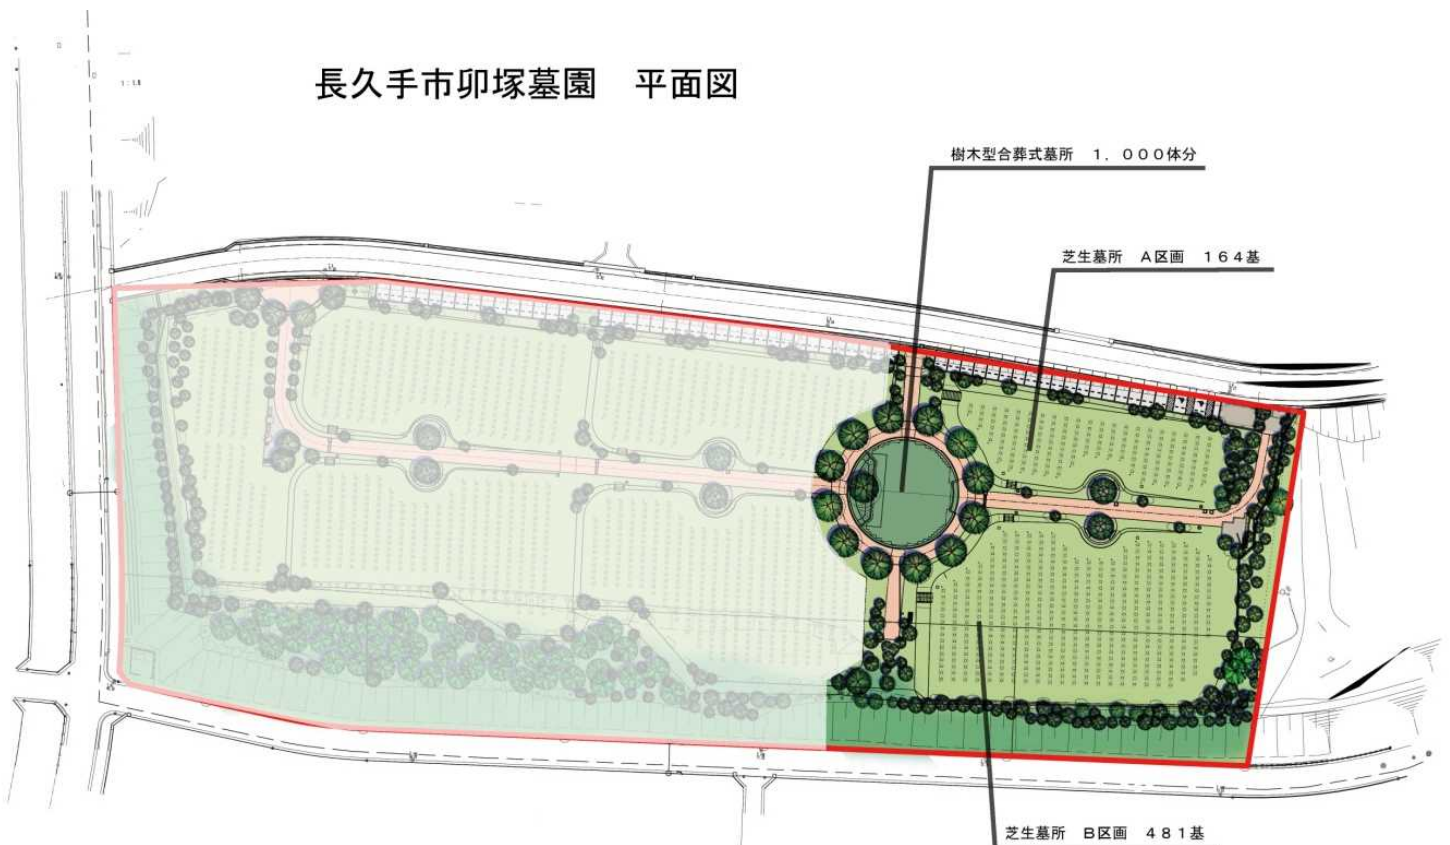 長久手市卯塚墓園　平面図
樹木型合葬式墓所　１．０００体分
芝生墓所　Ａ区画　１６４基
芝生墓所　Ｂ区画　４８１基